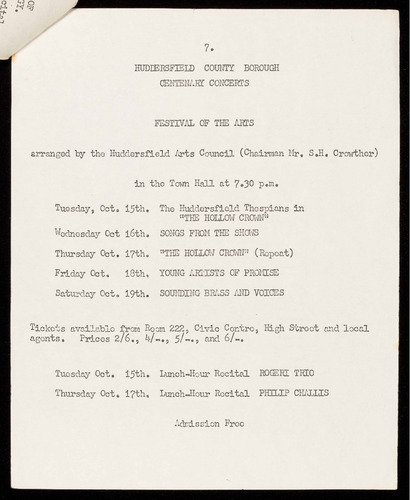 OF
7.
HUDDERSFIELD COUNTY BOROUGH
CENTENARY CONCERTS
FESTIVAL OF THE ARTS
arranged by the Huddersfield Arts Council (Chairman Mr. S.H. Crowther)
in the Town Hall at 7.30 p.m.
Tuesday, Oct. 15th. The Huddersfield Thespians in
"THE HOLLOW CROWN"
Wednesday Oct 16th. SONGS FROM THE SHOWS
Thursday Oct. 17th. "THE HOLLOW CROWN" (Repeat)
Friday Oct. 18th. YOUNG ARTISTS OF PROMISE
Saturday Oct. 19th. SOUNDING BRASS AND VOICES
Tickets available from Room 222, Civic Centre, High Street and local
agents. Prices 2/6., 4/-., 5/-., and 6/-.
Tuesday Oct. 15th. Lunch-Hour Recital ROGERI TRIO
Thursday Oct. 17th. Lunch-Hour Recital PHILIP CHALLIS
Admission Free